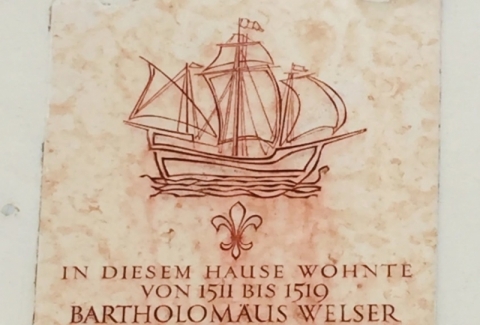 IN DIESEM HAUSE WOHNTE
VON 1511 BIS 1519
BARTHOLOMÄUS WELSER